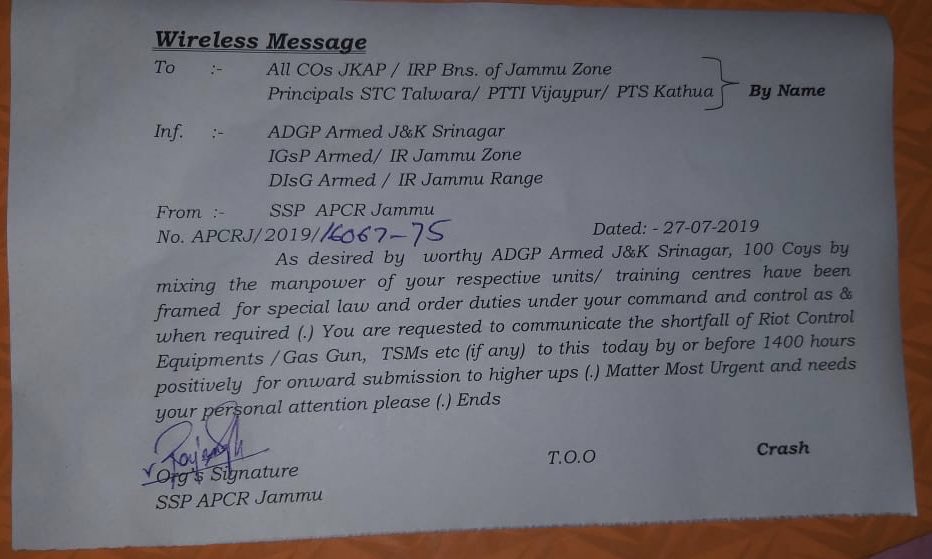 Wireless Message
To :- All COs JKAP / IRP Bns. of Jammu Zone
Principals STC Talwara/ PTTI Vijaypur/ PTS Kathua By Name
Inf. :- ADGP Armed J&K Srinagar
IGsP Armed/ IR Jammu Zone
DIsG Armed / IR Jammu Range
From :- SSP APCR Jammu
No. APCRJ/2019/16067-75 Dated: - 27-07-2019
As desired by worthy ADGP Armed J&K Srinagar, 100 Coys by
mixing the manpower of your respective units/ training centres have been
framed for special law and order duties under your command and control as &
when required (.) You are requested to communicate the shortfall of Riot Control
Equipments /Gas Gun, TSMs etc (if any) to this today by or before 1400 hours
positively for onward submission to higher ups (.) Matter Most Urgent and needs
your personal attention please (.) Ends
Org's Signature T.O.O Crash
SSP APCR Jammu